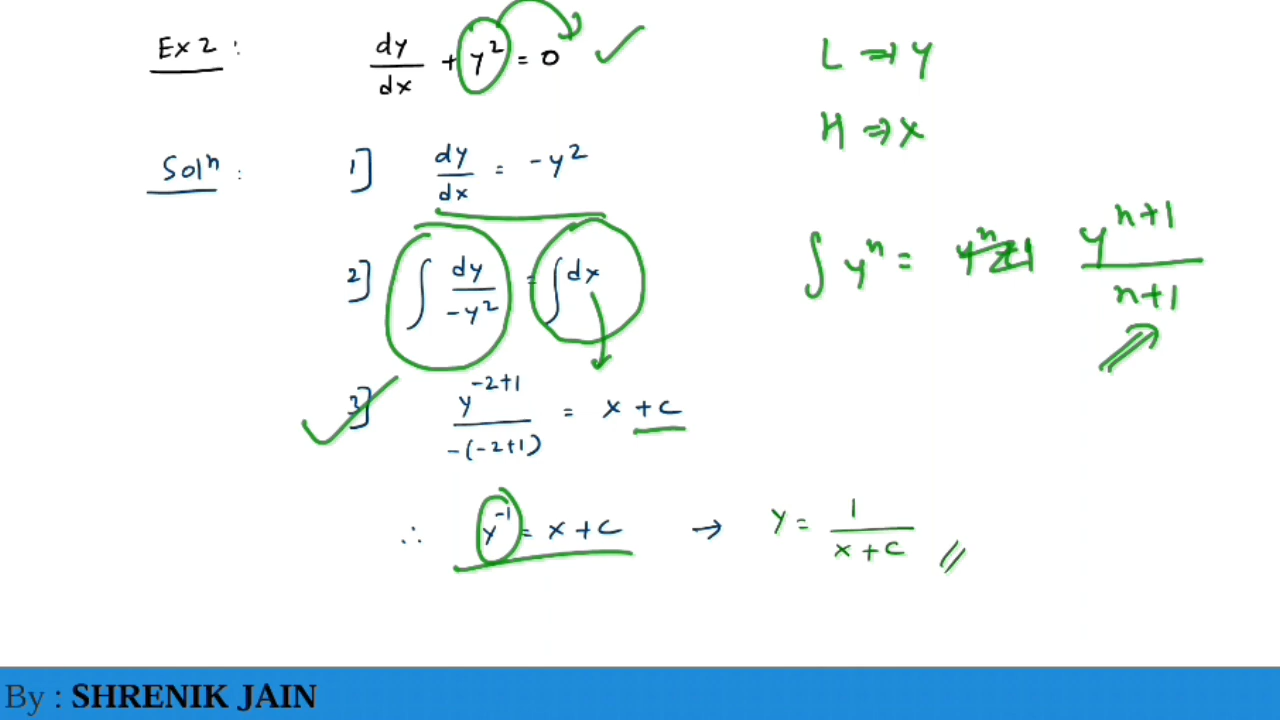 Ex 2 : dy/dx + y² = 0
L ⇒ y
H ⇒ x
Solⁿ : 1] dy/dx = -y²
2] ∫ dy/-y² = ∫ dx
∫ yⁿ = y^(n+1)/(n+1)
3] y^(-2+1)/-(-2+1) = x + c
∴ y⁻¹ = x + c → y = 1/(x + c) //
By : SHRENIK JAIN